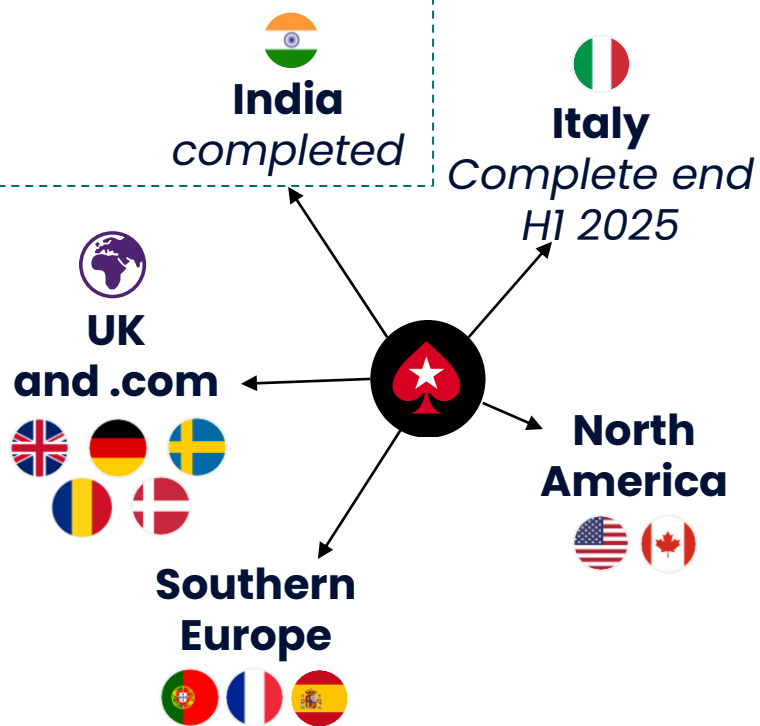 India
completed
Italy
Complete end
H1 2025
UK
and .com
North
America
Southern
Europe